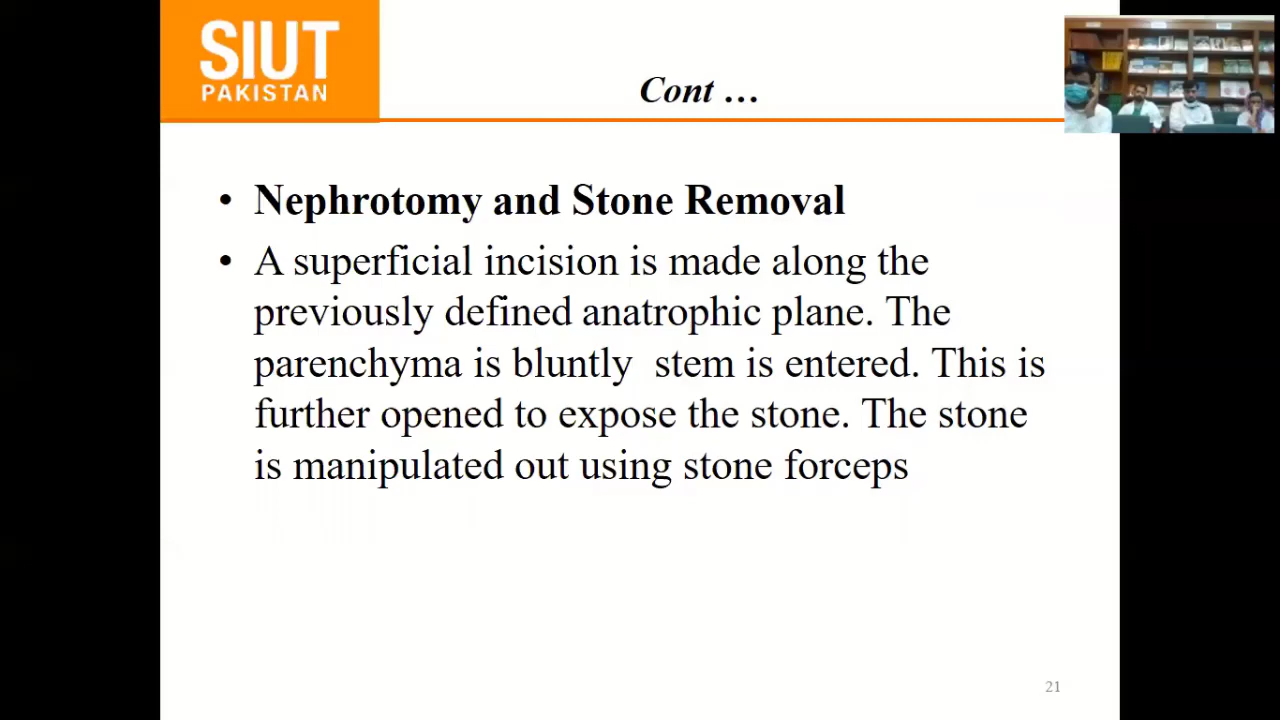 SIUT
PAKISTAN
Cont …
• Nephrotomy and Stone Removal
• A superficial incision is made along the
previously defined anatrophic plane. The
parenchyma is bluntly  stem is entered. This is
further opened to expose the stone. The stone
is manipulated out using stone forceps
21